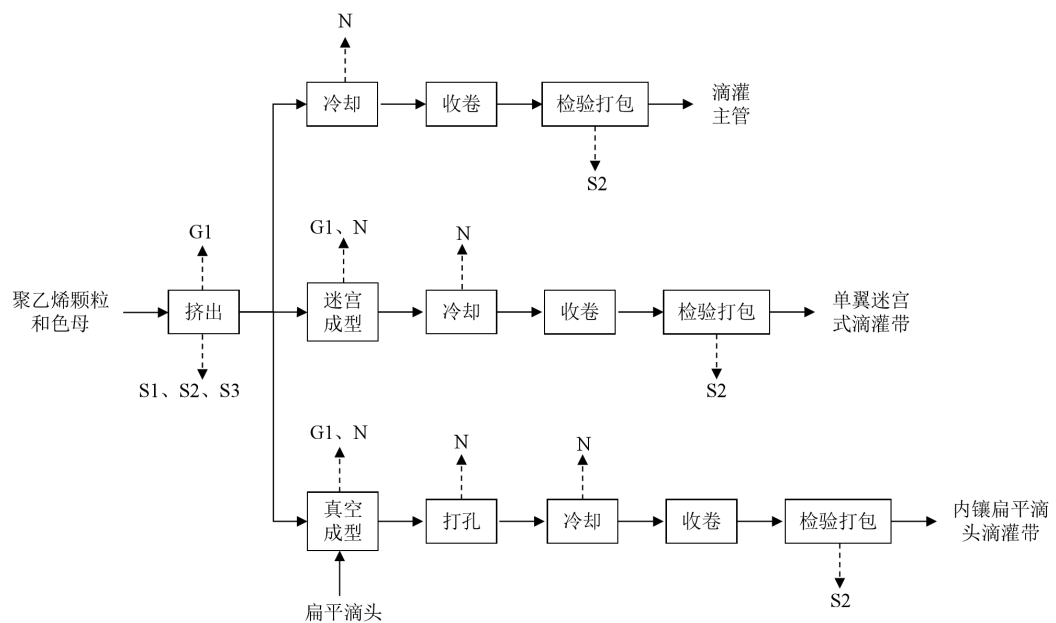 N
冷却
收卷
检验打包
滴灌
主管
S2
G1
G1、N
N
聚乙烯颗粒
和色母
挤出
迷宫
成型
冷却
收卷
检验打包
单翼迷宫
式滴灌带
S1、S2、S3
S2
G1、N
N
N
真空
成型
打孔
冷却
收卷
检验打包
内镶扁平滴
头滴灌带
扁平滴头
S2